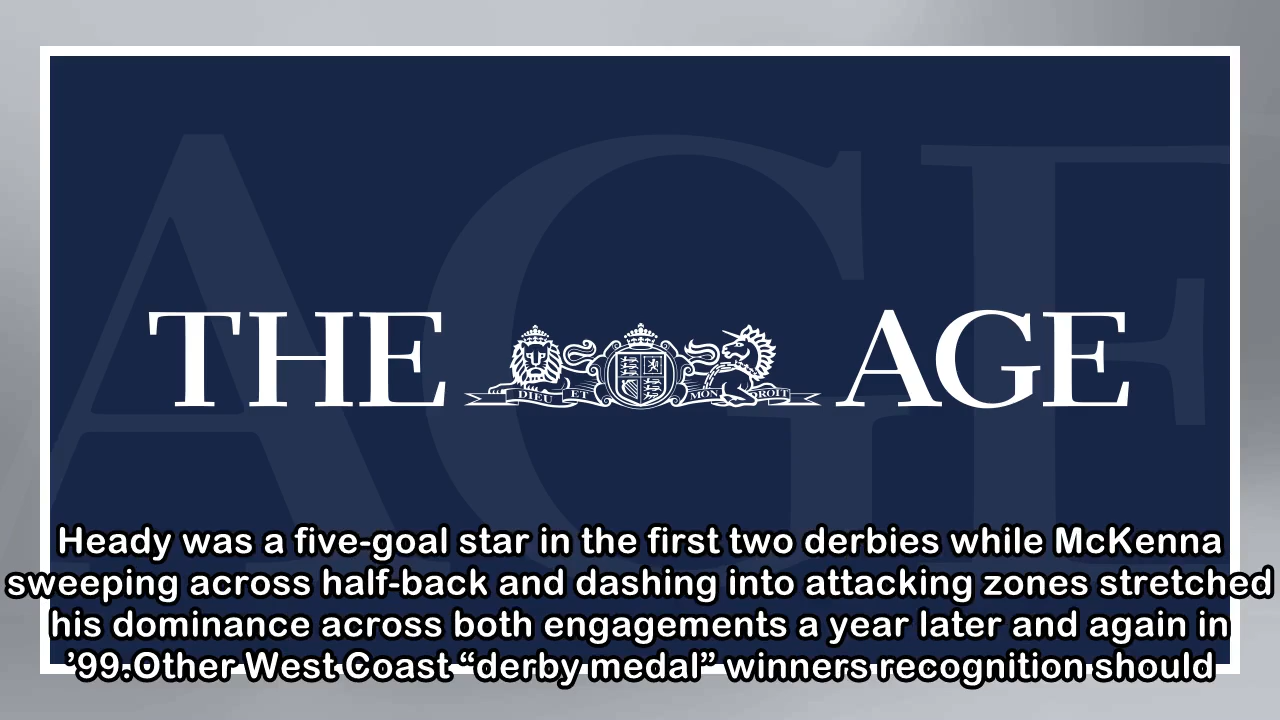 THE AGE
DIEU ET MON DROIT
Heady was a five-goal star in the first two derbies while McKenna
sweeping across half-back and dashing into attacking zones stretched
his dominance across both engagements a year later and again in
’99.Other West Coast “derby medal” winners recognition should